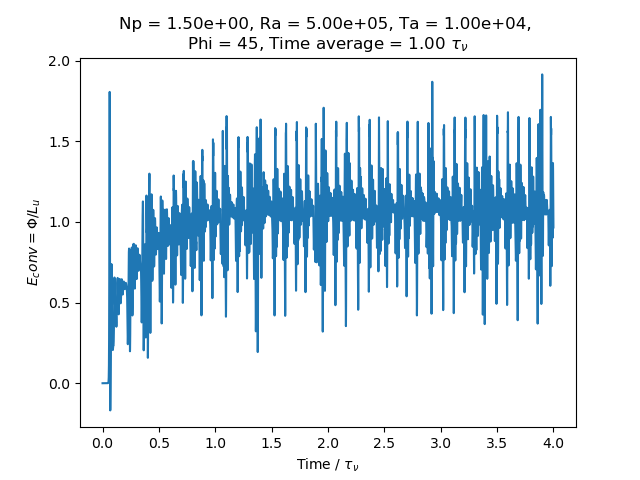 Np = 1.50e+00, Ra = 5.00e+05, Ta = 1.00e+04,
Phi = 45, Time average = 1.00 τ_ν
2.0
1.5
1.0
0.5
0.0
E_conv = Φ/L_u
0.0 0.5 1.0 1.5 2.0 2.5 3.0 3.5 4.0
Time / τ_ν